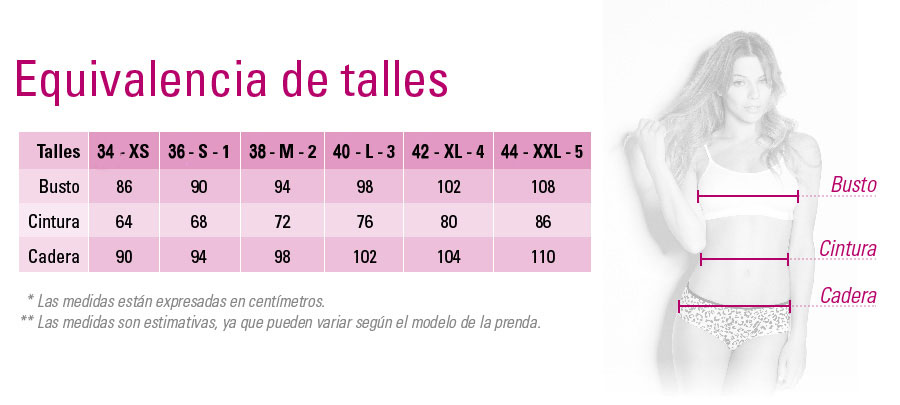 Equivalencia de talles
Talles 34 - XS 36 - S - 1 38 - M - 2 40 - L - 3 42 - XL - 4 44 - XXL - 5
Busto 86 90 94 98 102 108
Cintura 64 68 72 76 80 86
Cadera 90 94 98 102 104 110
* Las medidas están expresadas en centímetros.
** Las medidas son estimativas, ya que pueden variar según el modelo de la prenda.
Busto
Cintura
Cadera